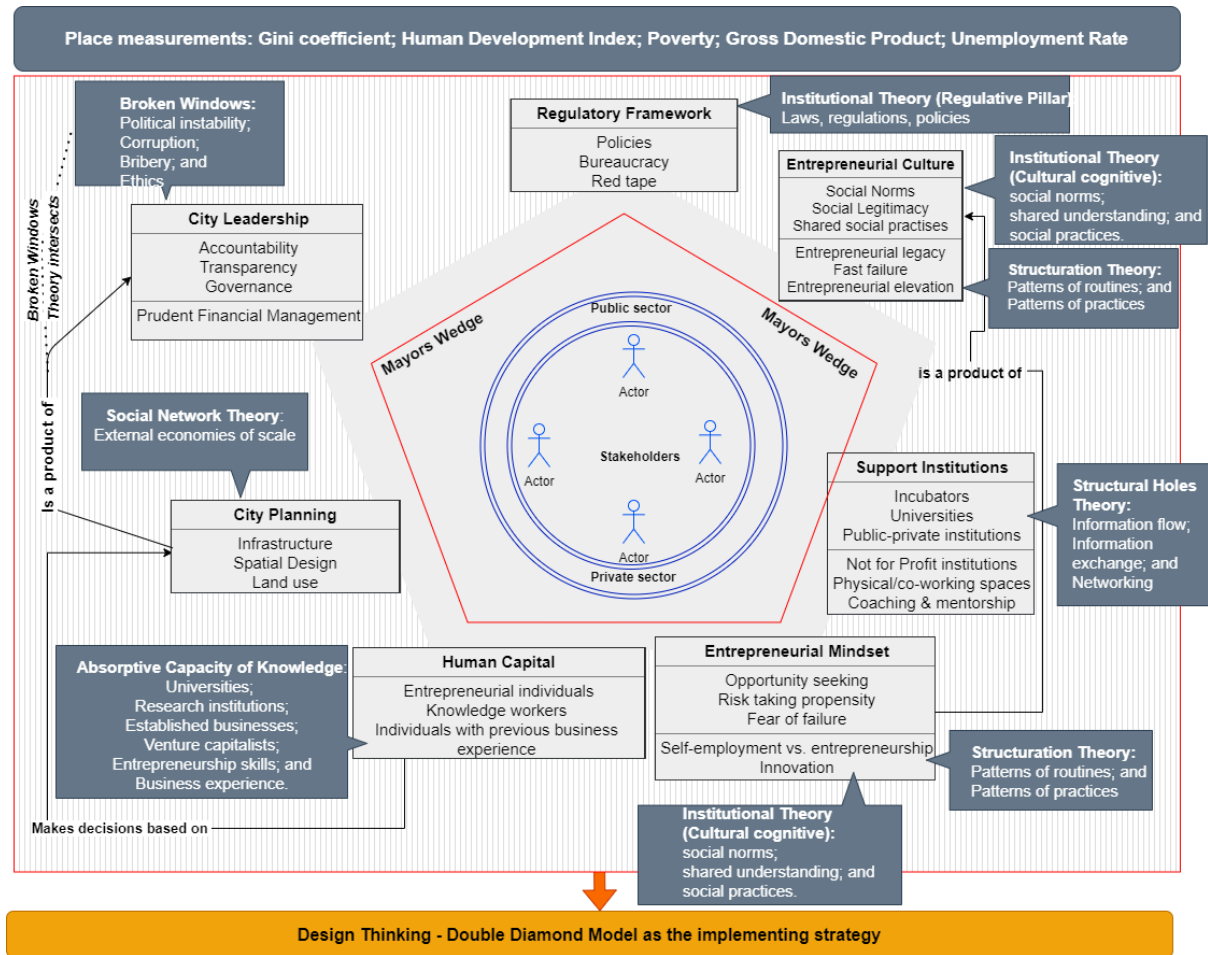 Place measurements: Gini coefficient; Human Development Index; Poverty; Gross Domestic Product; Unemployment Rate
Broken Windows:
Political instability;
Corruption;
Bribery; and
Ethics
Regulatory Framework
Policies
Bureaucracy
Red tape
Institutional Theory (Regulative Pillar)
Laws, regulations, policies
Entrepreneurial Culture
Social Norms
Social Legitimacy
Shared social practises
Entrepreneurial legacy
Fast failure
Entrepreneurial elevation
Institutional Theory
(Cultural cognitive):
social norms;
shared understanding; and
social practices.
Structuration Theory:
Patterns of routines; and
Patterns of practices
Broken Windows
Theory intersects
City Leadership
Accountability
Transparency
Governance
Prudent Financial Management
Mayors Wedge
Mayors Wedge
Public sector
Actor
Actor
Stakeholders
Actor
Actor
Private sector
is a product of
Is a product of
Social Network Theory:
External economies of scale
City Planning
Infrastructure
Spatial Design
Land use
Support Institutions
Incubators
Universities
Public-private institutions
Not for Profit institutions
Physical/co-working spaces
Coaching & mentorship
Structural Holes
Theory:
Information flow;
Information
exchange; and
Networking
Absorptive Capacity of Knowledge:
Universities;
Research institutions;
Established businesses;
Venture capitalists;
Entrepreneurship skills; and
Business experience.
Human Capital
Entrepreneurial individuals
Knowledge workers
Individuals with previous business
experience
Entrepreneurial Mindset
Opportunity seeking
Risk taking propensity
Fear of failure
Self-employment vs. entrepreneurship
Innovation
Structuration Theory:
Patterns of routines; and
Patterns of practices
Makes decisions based on
Institutional Theory
(Cultural cognitive):
social norms;
shared understanding; and
social practices.
Design Thinking - Double Diamond Model as the implementing strategy